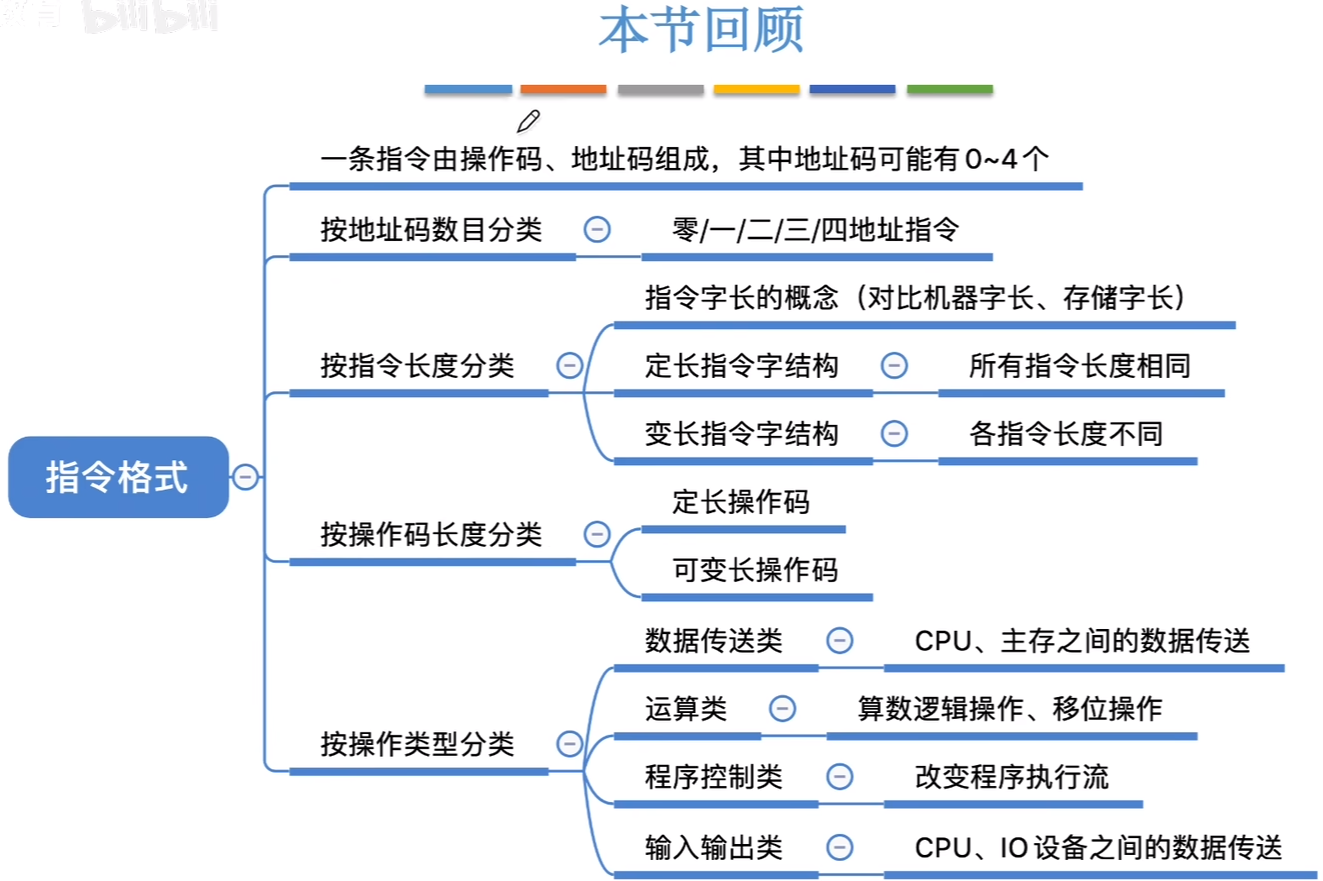 教育 bilibili
本节回顾
一条指令由操作码、地址码组成，其中地址码可能有0~4个
按地址码数目分类 零/一/二/三/四地址指令
指令字长的概念（对比机器字长、存储字长）
按指令长度分类 定长指令字结构 所有指令长度相同
变长指令字结构 各指令长度不同
指令格式
定长操作码
按操作码长度分类
可变长操作码
数据传送类 CPU、主存之间的数据传送
运算类 算数逻辑操作、移位操作
按操作类型分类
程序控制类 改变程序执行流
输入输出类 CPU、IO设备之间的数据传送